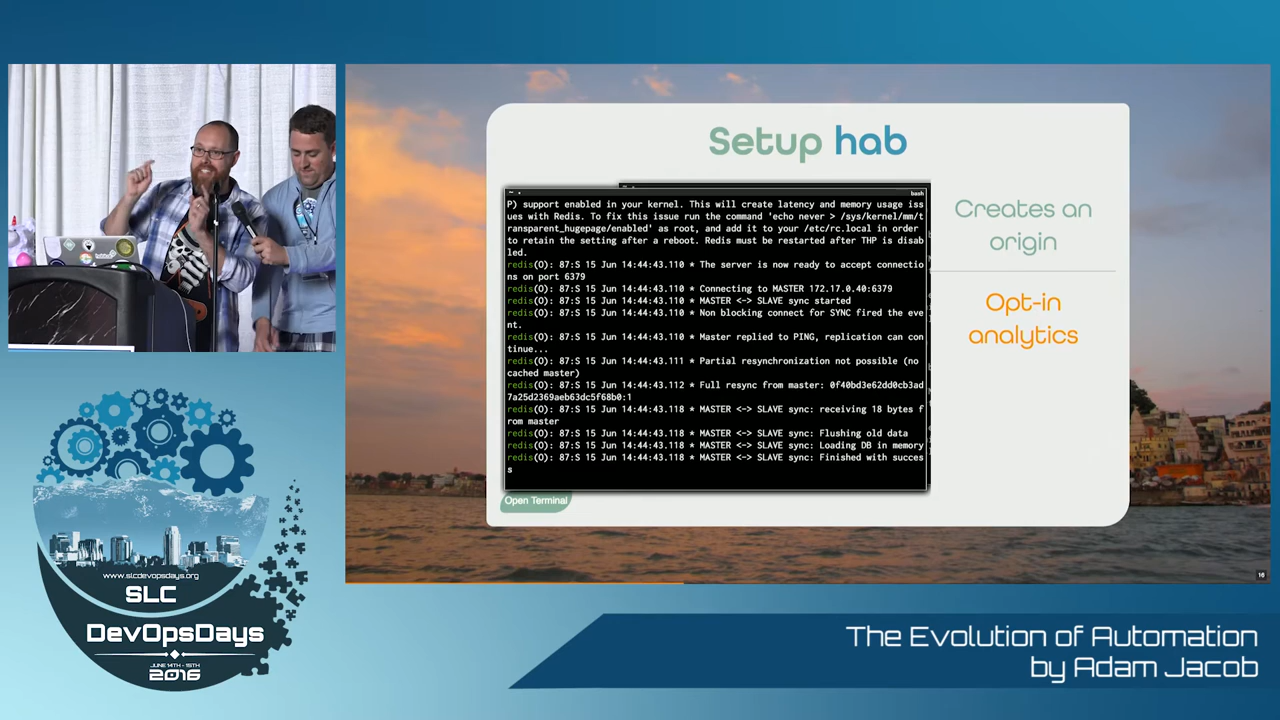 Setup hab
bash
P) support enabled in your kernel. This will create latency and memory usage iss
ues with Redis. To fix this issue run the command 'echo never > /sys/kernel/mm/t
ransparent_hugepage/enabled' as root, and add it to your /etc/rc.local in order
to retain the setting after a reboot. Redis must be restarted after THP is disab
led.
redis(O): 87:S 15 Jun 14:44:43.110 * The server is now ready to accept connectio
ns on port 6379
redis(O): 87:S 15 Jun 14:44:43.110 * Connecting to MASTER 172.17.0.40:6379
redis(O): 87:S 15 Jun 14:44:43.110 * MASTER <-> SLAVE sync started
redis(O): 87:S 15 Jun 14:44:43.110 * Non blocking connect for SYNC fired the eve
nt.
redis(O): 87:S 15 Jun 14:44:43.110 * Master replied to PING, replication can con
tinue...
redis(O): 87:S 15 Jun 14:44:43.111 * Partial resynchronization not possible (no
cached master)
redis(O): 87:S 15 Jun 14:44:43.112 * Full resync from master: 0f40bd3e62dd0cb3ad
7a25d2369aeb63dc5f68b0:1
redis(O): 87:S 15 Jun 14:44:43.118 * MASTER <-> SLAVE sync: receiving 18 bytes f
rom master
redis(O): 87:S 15 Jun 14:44:43.118 * MASTER <-> SLAVE sync: Flushing old data
redis(O): 87:S 15 Jun 14:44:43.118 * MASTER <-> SLAVE sync: Loading DB in memory
redis(O): 87:S 15 Jun 14:44:43.118 * MASTER <-> SLAVE sync: Finished with succes
s
Open Terminal
Creates an
origin
Opt-in
analytics
16
www.slcdevopsdays.org
SLC
DevOpsDays
JUNE 14TH - 15TH
2016
The Evolution of Automation
by Adam Jacob